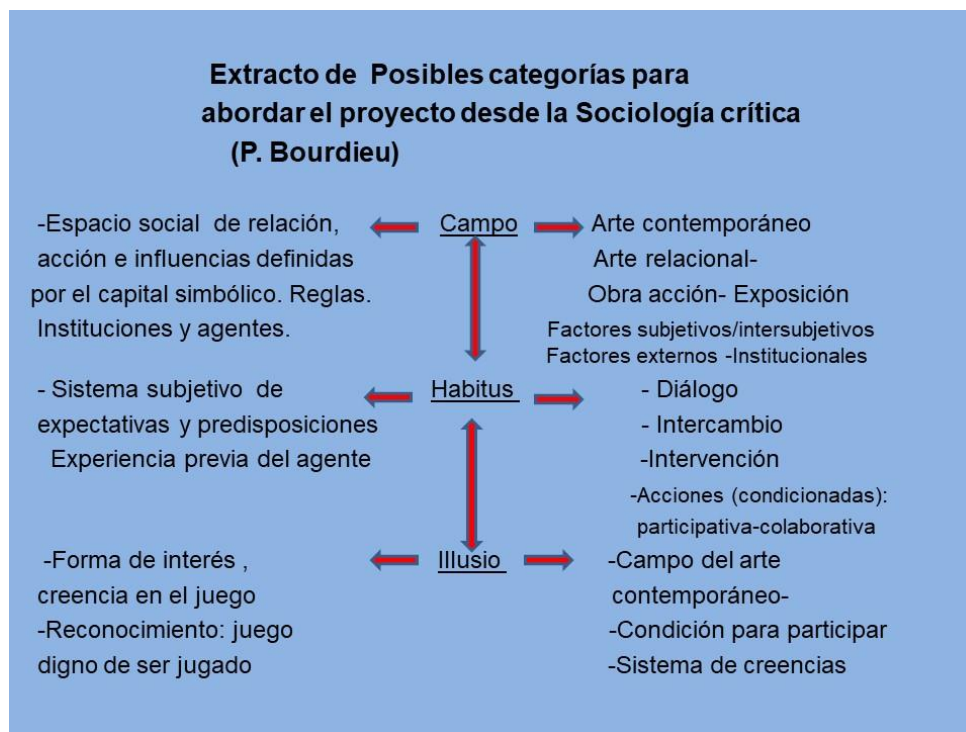 Extracto de Posibles categorías para
abordar el proyecto desde la Sociología crítica
(P. Bourdieu)
-Espacio social de relación,
acción e influencias definidas
por el capital simbólico. Reglas.
Instituciones y agentes.
Campo
Arte contemporáneo
Arte relacional-
Obra acción- Exposición
Factores subjetivos/intersubjetivos
Factores externos -Institucionales
- Sistema subjetivo de
expectativas y predisposiciones
Experiencia previa del agente
Habitus
- Diálogo
- Intercambio
-Intervención
-Acciones (condicionadas):
participativa-colaborativa
-Forma de interés ,
creencia en el juego
-Reconocimiento: juego
digno de ser jugado
Illusio
-Campo del arte
contemporáneo-
-Condición para participar
-Sistema de creencias